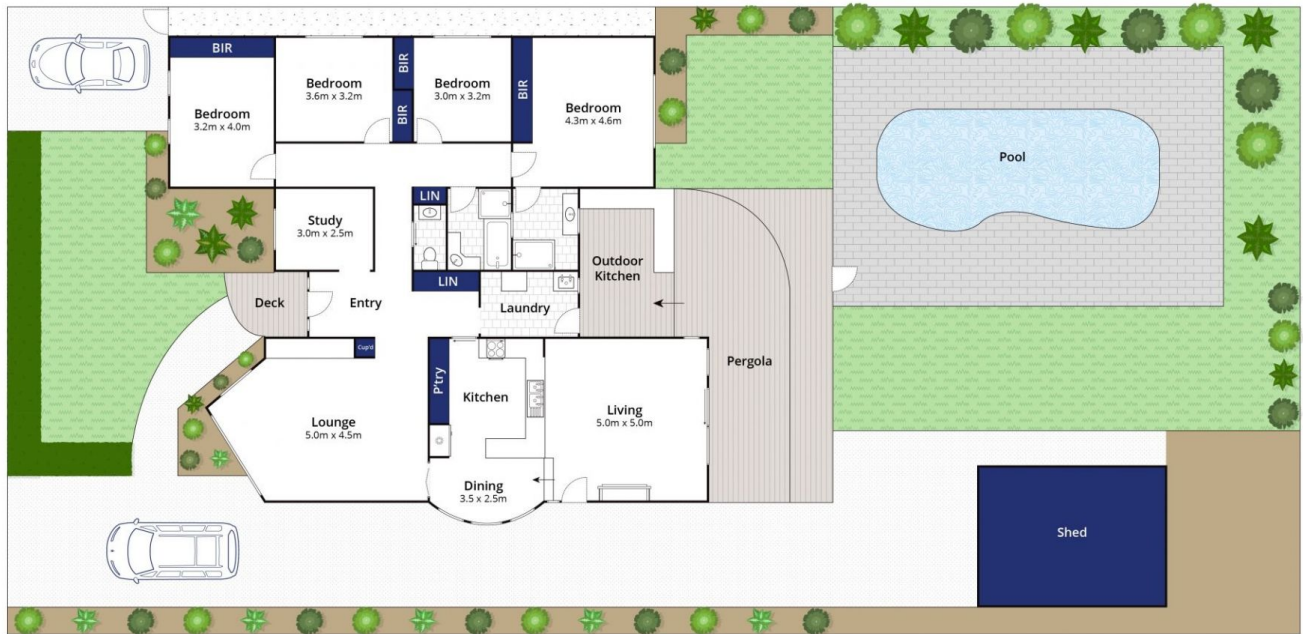 BIR
Bedroom
3.2m x 4.0m
Bedroom
3.6m x 3.2m
BIR
BIR
Bedroom
3.0m x 3.2m
BIR
Bedroom
4.3m x 4.6m
Pool
Study
3.0m x 2.5m
LIN
LIN
Outdoor
Kitchen
Deck
Entry
Laundry
Cup'd
P'try
Kitchen
Pergola
Lounge
5.0m x 4.5m
Living
5.0m x 5.0m
Dining
3.5 x 2.5m
Shed